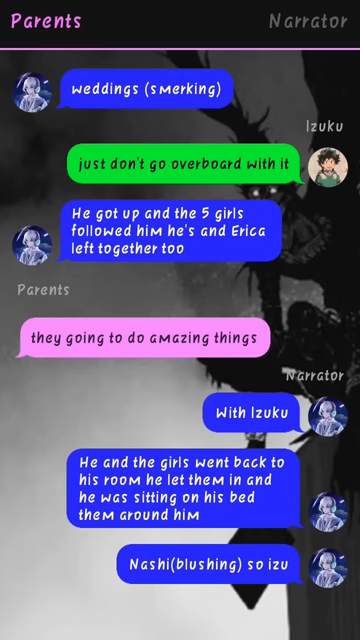 Parents Narrator
weddings (smerking)
Izuku
just don't go overboard with it
He got up and the 5 girls
followed him he's and Erica
left together too
Parents
they going to do amazing things
Narrator
With Izuku
He and the girls went back to
his room he let them in and
he was sitting on his bed
them around him
Nashi(blushing) so izu